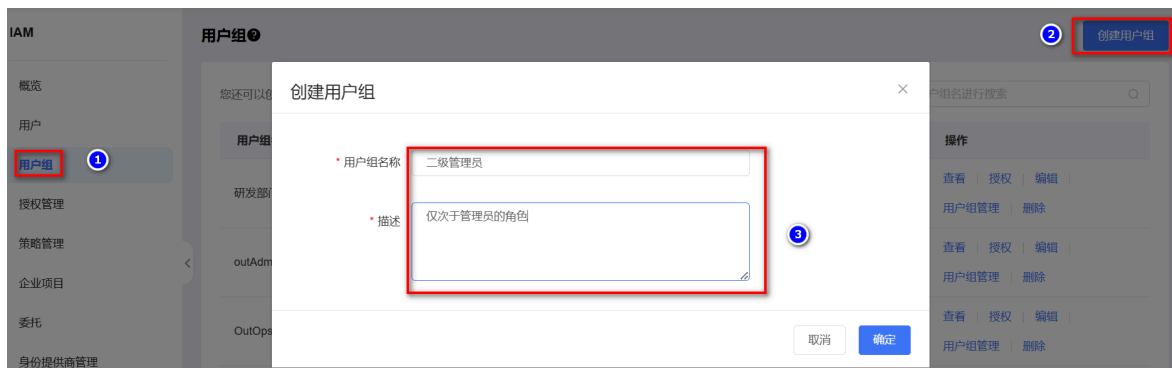 IAM
用户组?
2
创建用户组
概览
用户
用户组
1
授权管理
策略管理
企业项目
委托
身份提供商管理
您还可以创
户组名进行搜索
用户组
操作
研发部门
查看 授权 编辑
用户组管理 删除
outAdm
查看 授权 编辑
用户组管理 删除
OutOps
查看 授权 编辑
用户组管理 删除
创建用户组
* 用户组名称
二级管理员
* 描述
仅次于管理员的角色
3
取消
确定